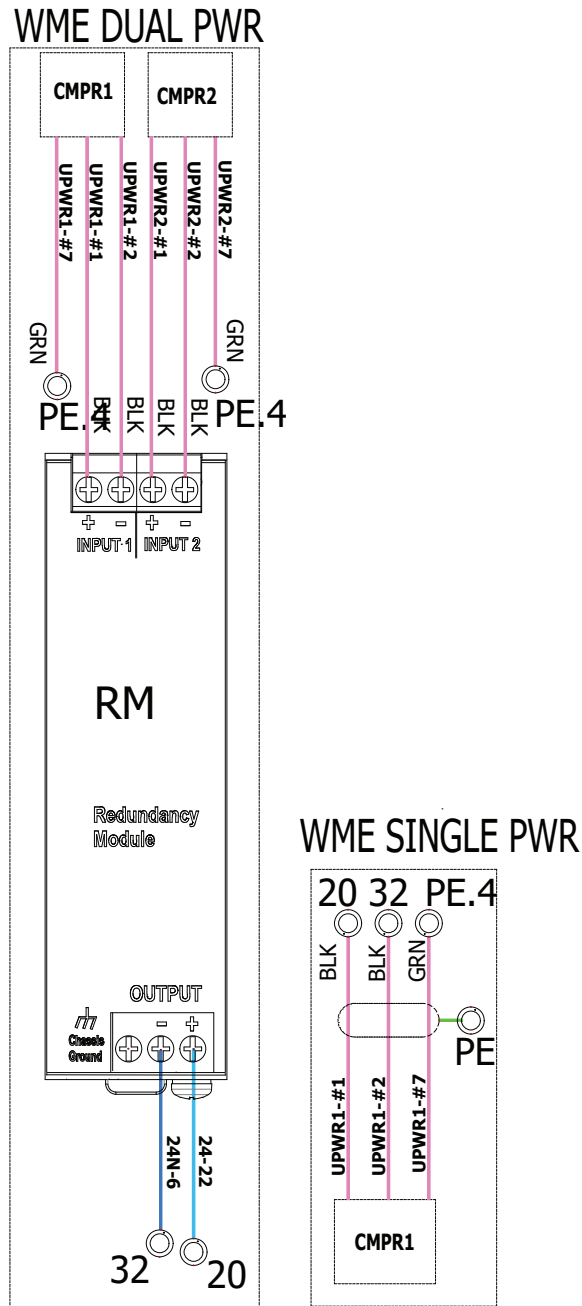 WME DUAL PWR
CMPR1
CMPR2
UPWR1-#7
UPWR1-#1
UPWR1-#2
UPWR2-#1
UPWR2-#2
UPWR2-#7
GRN
GRN
PE.4
BLK
BLK
BLK
BLK
PE.4
+ - + -
INPUT 1 INPUT 2
RM
Redundancy
Module
OUTPUT
- +
Chassis
Ground
24N-6
24-22
32
20
WME SINGLE PWR
20 32 PE.4
BLK
BLK
GRN
PE
UPWR1-#1
UPWR1-#2
UPWR1-#7
CMPR1